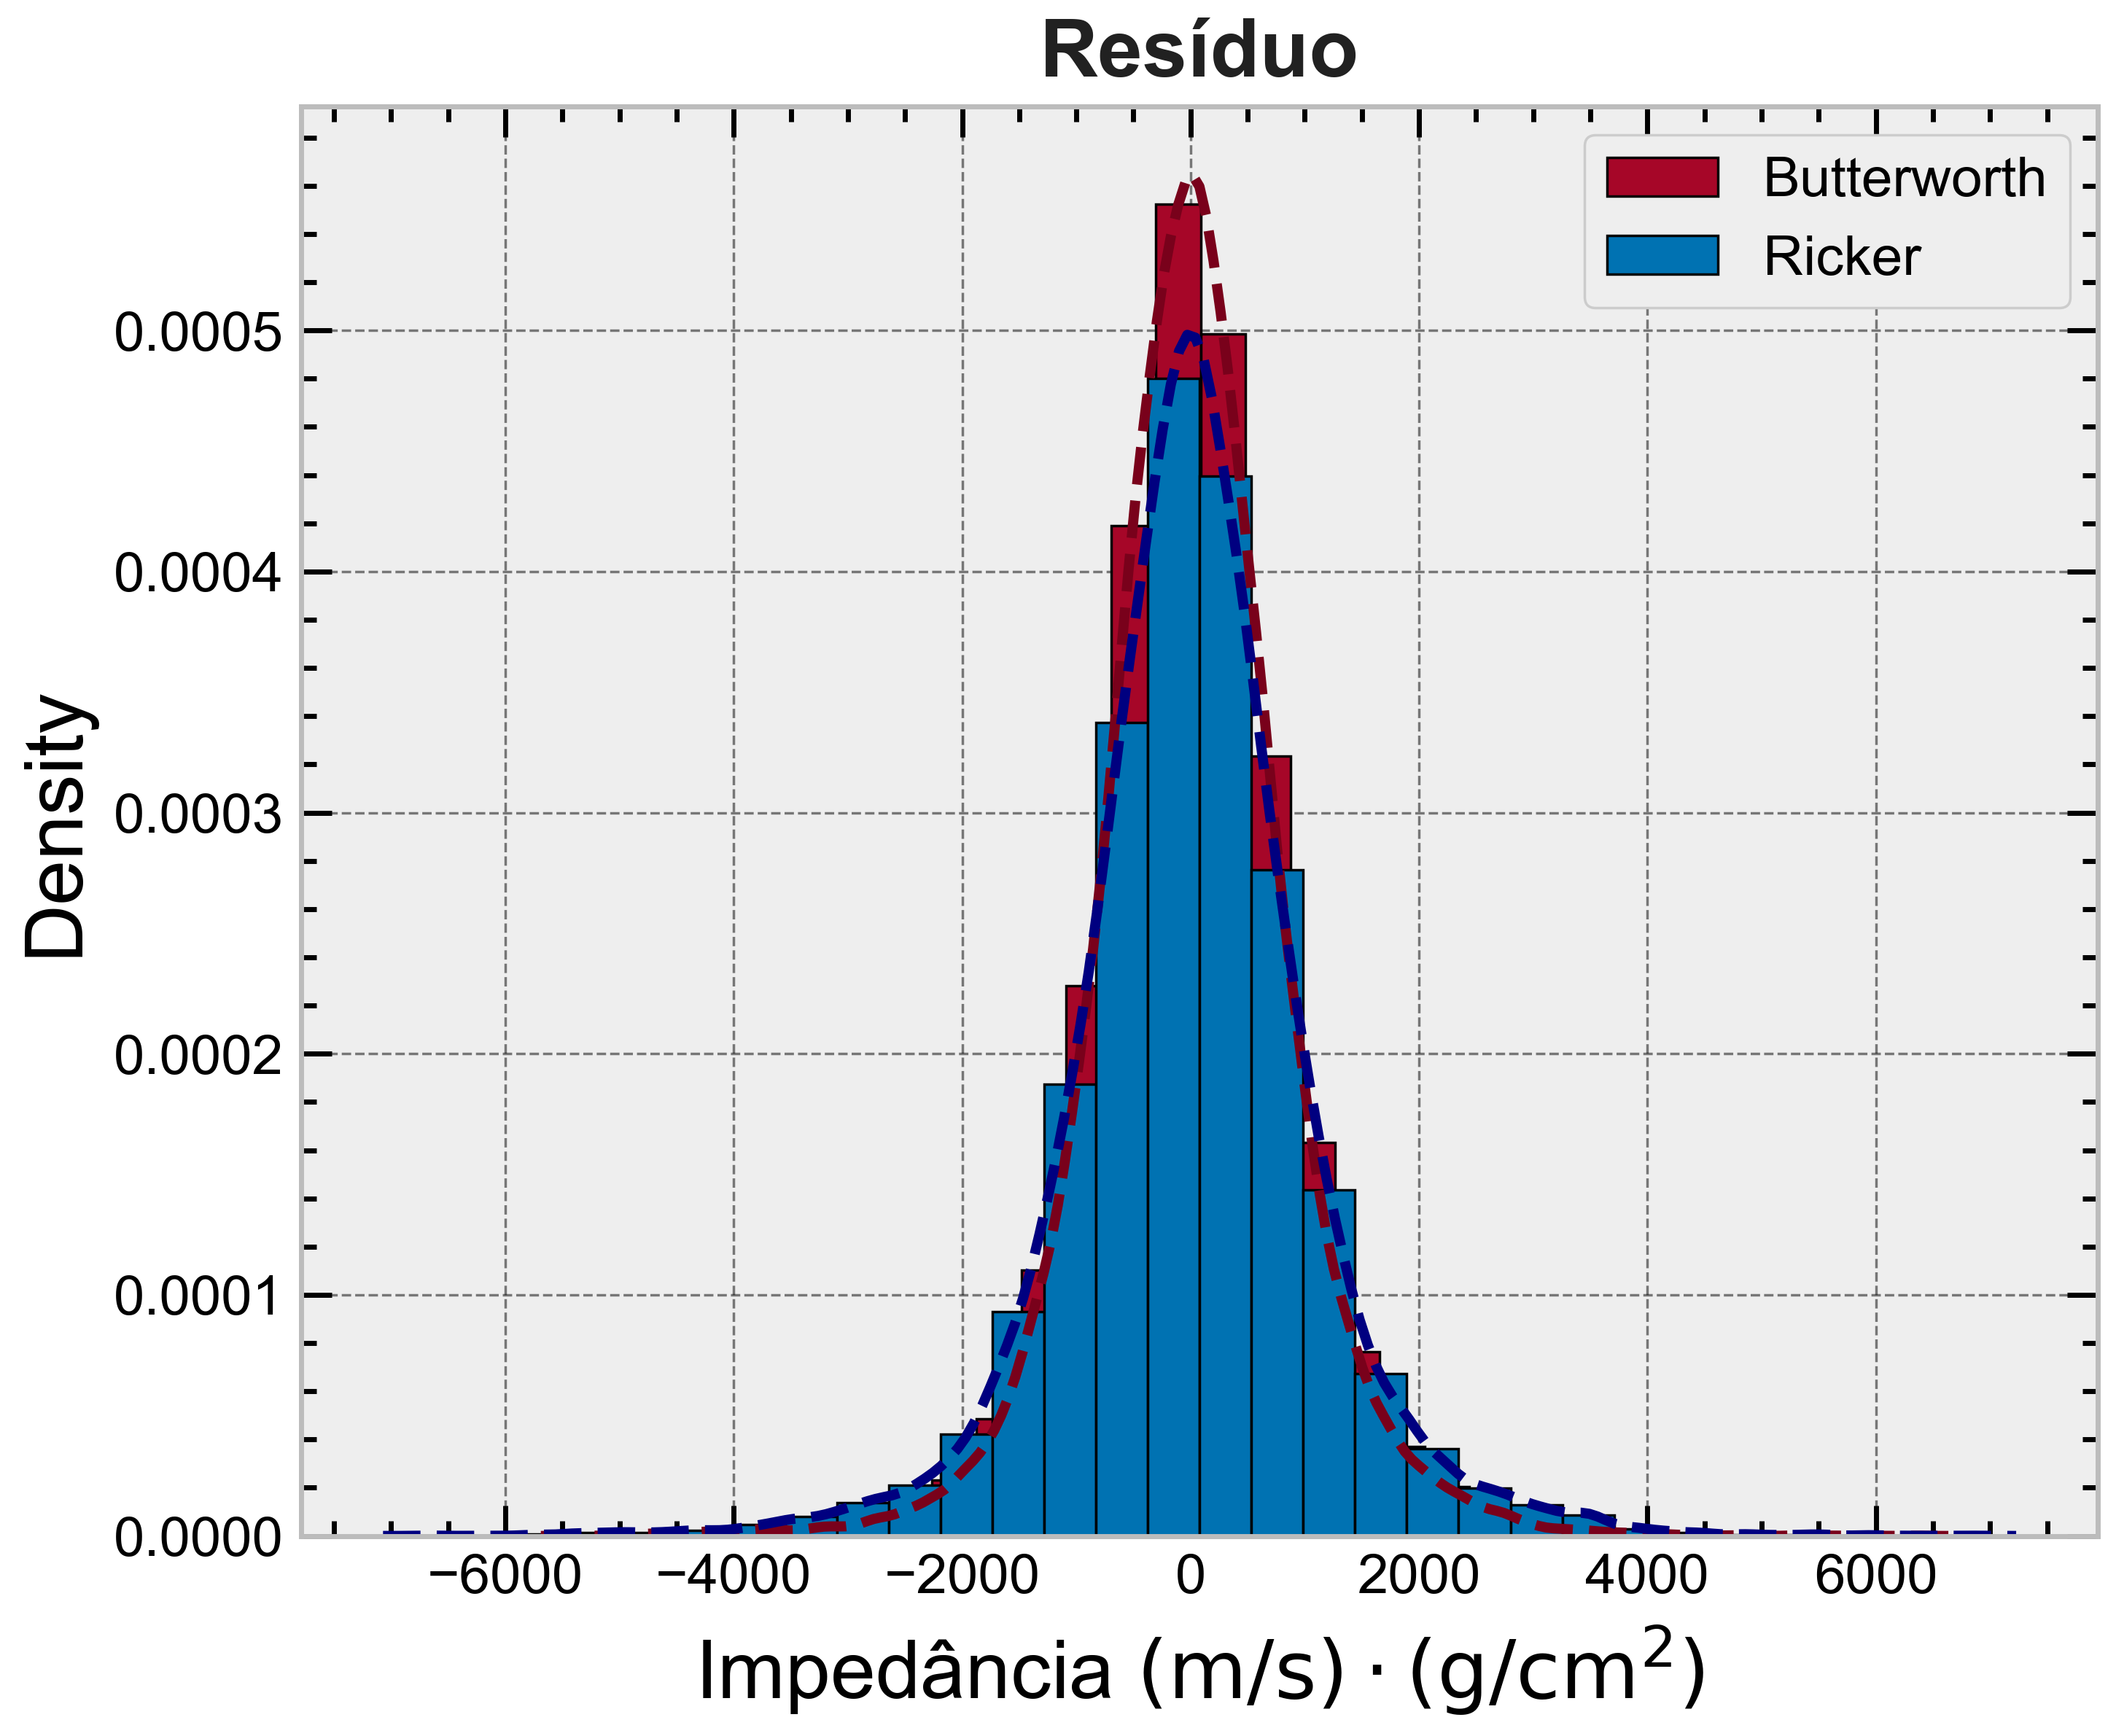 Resíduo
Butterworth
Ricker
0.0005
0.0004
0.0003
0.0002
0.0001
0.0000
Density
−6000 −4000 −2000 0 2000 4000 6000
Impedância (m/s) · (g/cm²)